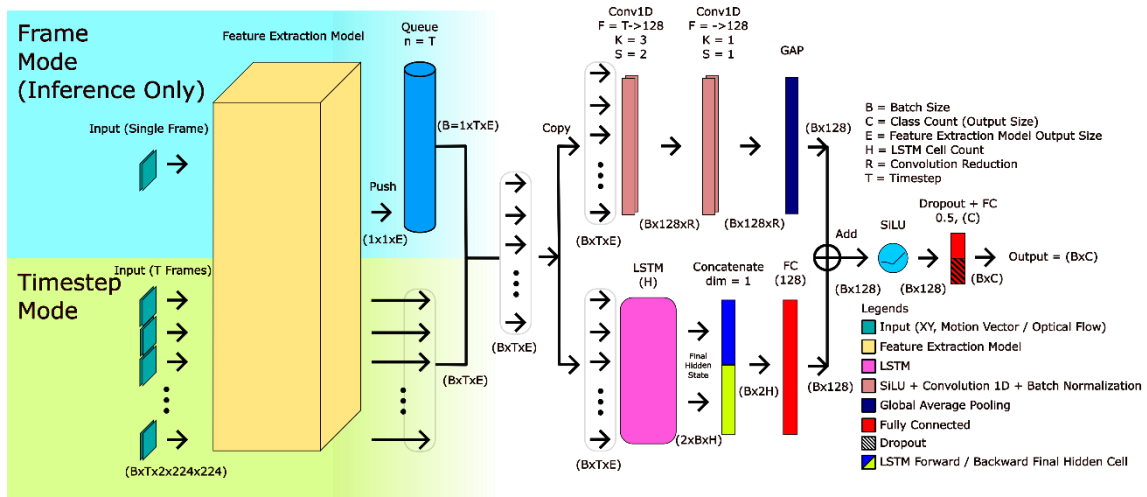 Frame
Mode
(Inference Only)
Input (Single Frame)
Feature Extraction Model
Queue
n = T
(B=1xTxE)
Push
(1x1xE)
Timestep
Mode
Input (T Frames)
(BxTx2x224x224)
(BxTxE)
(BxTxE)
Copy
Conv1D
F = T->128
K = 3
S = 2
Conv1D
F = ->128
K = 1
S = 1
GAP
(BxTxE)
(Bx128xR)
(Bx128xR)
(Bx128)
LSTM
(H)
Concatenate
dim = 1
FC
(128)
Final
Hidden
State
(BxTxE)
(2xBxH)
(Bx2H)
(Bx128)
B = Batch Size
C = Class Count (Output Size)
E = Feature Extraction Model Output Size
H = LSTM Cell Count
R = Convolution Reduction
T = Timestep
Add
(Bx128)
SiLU
(Bx128)
Dropout + FC
0.5, (C)
(BxC)
Output = (BxC)
Legends
Input (XY, Motion Vector / Optical Flow)
Feature Extraction Model
LSTM
SiLU + Convolution 1D + Batch Normalization
Global Average Pooling
Fully Connected
Dropout
LSTM Forward / Backward Final Hidden Cell